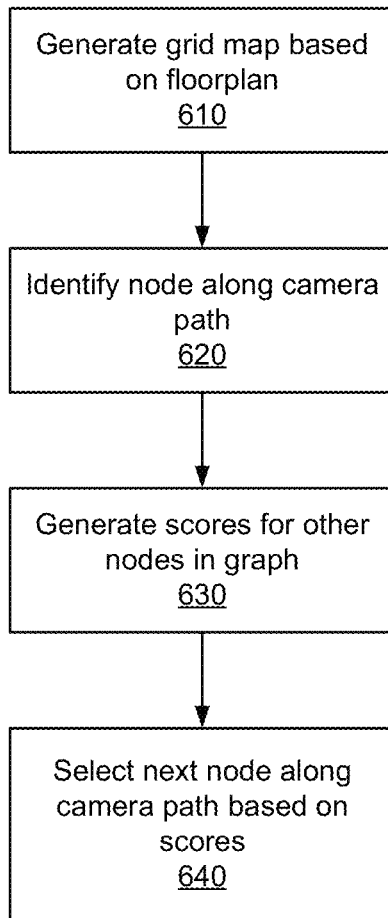 Generate grid map based
on floorplan
610
Identify node along camera
path
620
Generate scores for other
nodes in graph
630
Select next node along
camera path based on
scores
640